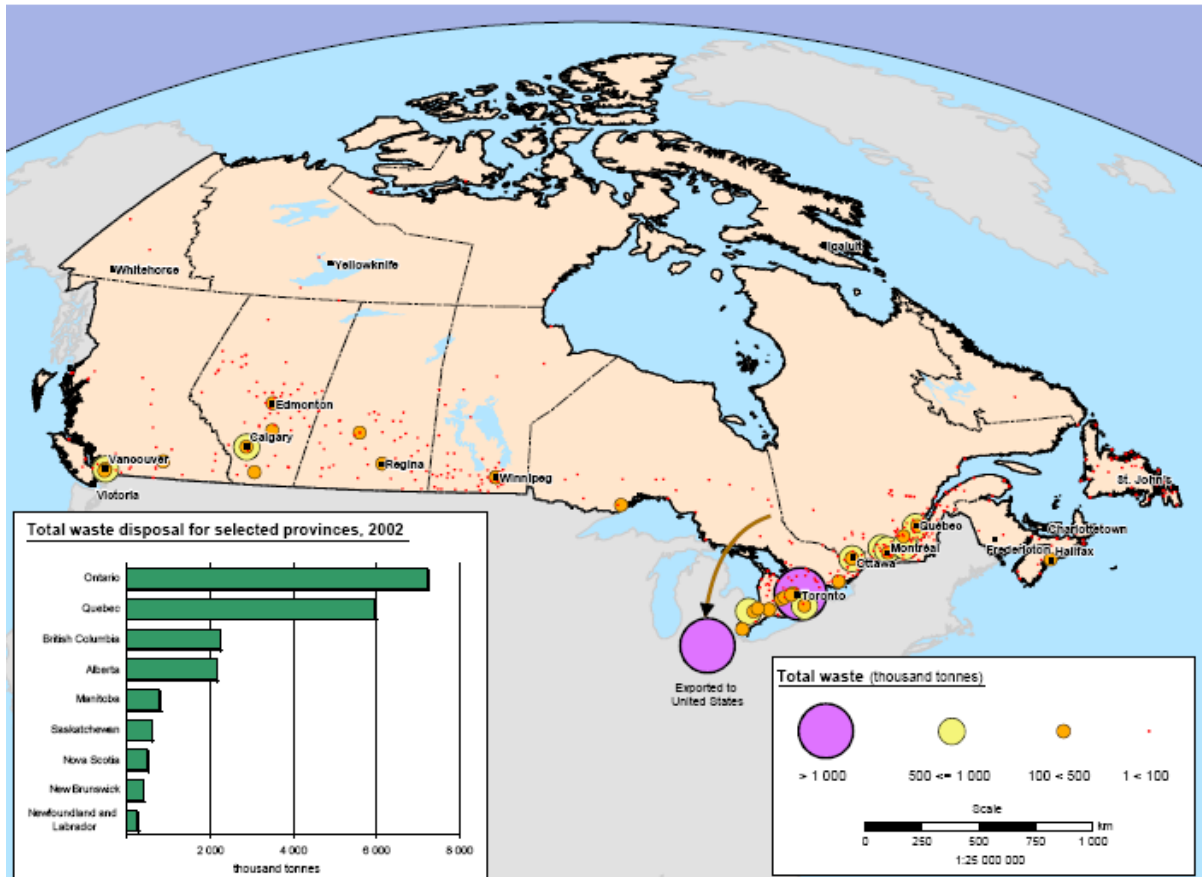 Iqaluit
Whitehorse
Yellowknife
Edmonton
Calgary
Vancouver
Regina
Winnipeg
Victoria
St. John's
Québec
Charlottetown
Montréal
Fredericton
Halifax
Ottawa
Toronto
Exported to
United States
Total waste disposal for selected provinces, 2002
Ontario
Quebec
British Columbia
Alberta
Manitoba
Saskatchewan
Nova Scotia
New Brunswick
Newfoundland and
Labrador
2 000 4 000 6 000 8 000
thousand tonnes
Total waste (thousand tonnes)
> 1 000 500 <= 1 000 100 < 500 1 < 100
Scale
km
0 250 500 750 1 000
1:25 000 000